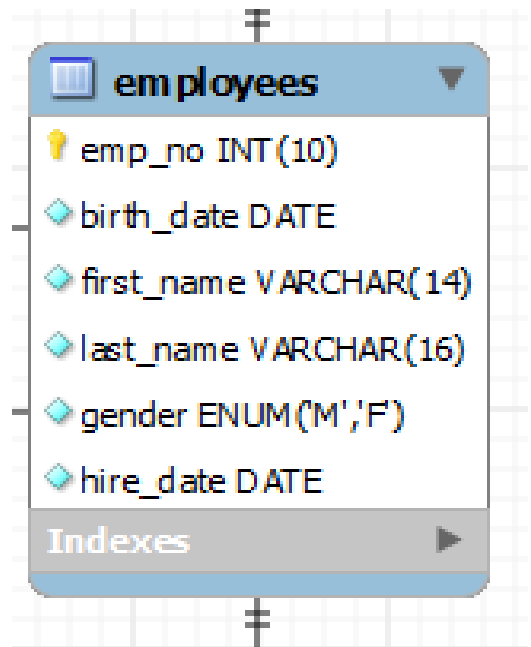 employees
emp_no INT(10)
birth_date DATE
first_name VARCHAR(14)
last_name VARCHAR(16)
gender ENUM('M','F')
hire_date DATE
Indexes